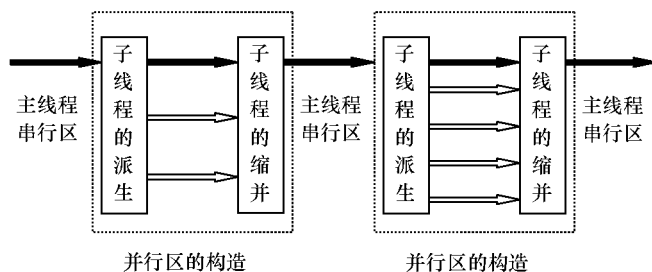 子线程的派生
子线程的缩并
子线程的派生
子线程的缩并
主线程
串行区
主线程
串行区
主线程
串行区
并行区的构造
并行区的构造